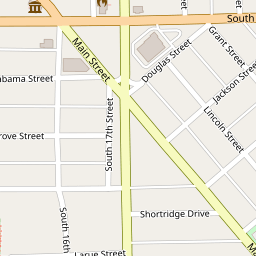 South
Grant Street
Douglas Street
Main Street
abama Street
Jackson Street
Lincoln Street
South 17th Street
rove Street
South 16th
Shortridge Drive
Larue Street
Ma